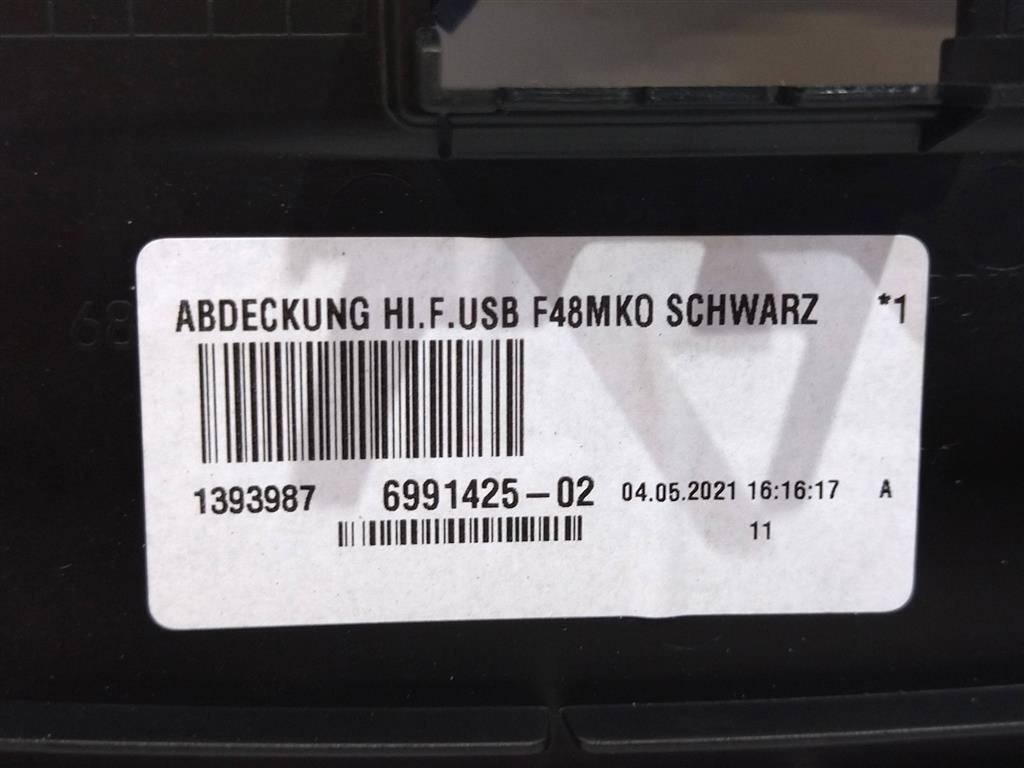 ABDECKUNG HI.F.USB F48MKO SCHWARZ *1
1393987 6991425-02 04.05.2021 16:16:17 A
11